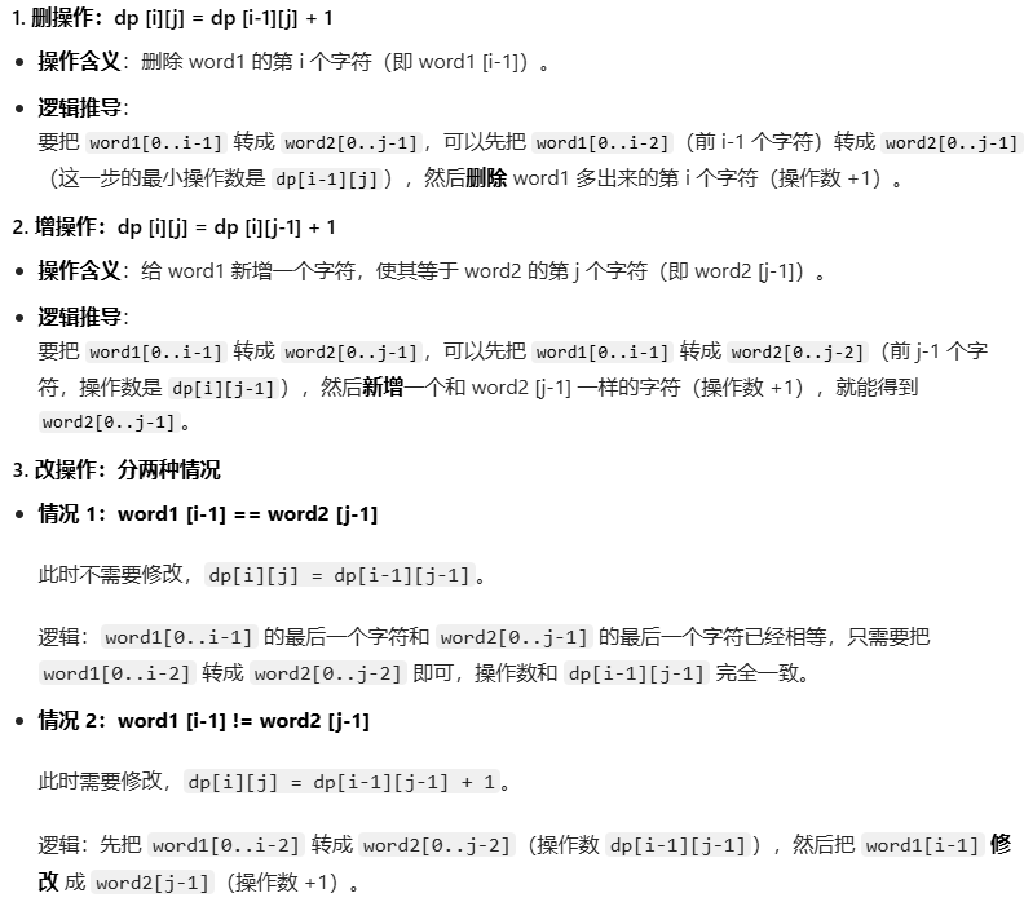 1. 删操作：dp [i][j] = dp [i-1][j] + 1
• 操作含义：删除 word1 的第 i 个字符（即 word1 [i-1]）。
• 逻辑推导：
要把 word1[0..i-1] 转成 word2[0..j-1]，可以先把 word1[0..i-2]（前 i-1 个字符）转成 word2[0..j-1]
（这一步的最小操作数是 dp[i-1][j]），然后删除 word1 多出来的第 i 个字符（操作数 +1）。
2. 增操作：dp [i][j] = dp [i][j-1] + 1
• 操作含义：给 word1 新增一个字符，使其等于 word2 的第 j 个字符（即 word2 [j-1]）。
• 逻辑推导：
要把 word1[0..i-1] 转成 word2[0..j-1]，可以先把 word1[0..i-1] 转成 word2[0..j-2]（前 j-1 个字
符，操作数是 dp[i][j-1]），然后新增一个和 word2 [j-1] 一样的字符（操作数 +1），就能得到
word2[0..j-1]。
3. 改操作：分两种情况
• 情况 1：word1 [i-1] == word2 [j-1]
此时不需要修改，dp[i][j] = dp[i-1][j-1]。
逻辑：word1[0..i-1] 的最后一个字符和 word2[0..j-1] 的最后一个字符已经相等，只需要把
word1[0..i-2] 转成 word2[0..j-2] 即可，操作数和 dp[i-1][j-1] 完全一致。
• 情况 2：word1 [i-1] != word2 [j-1]
此时需要修改，dp[i][j] = dp[i-1][j-1] + 1。
逻辑：先把 word1[0..i-2] 转成 word2[0..j-2]（操作数 dp[i-1][j-1]），然后把 word1[i-1] 修
改 成 word2[j-1]（操作数 +1）。